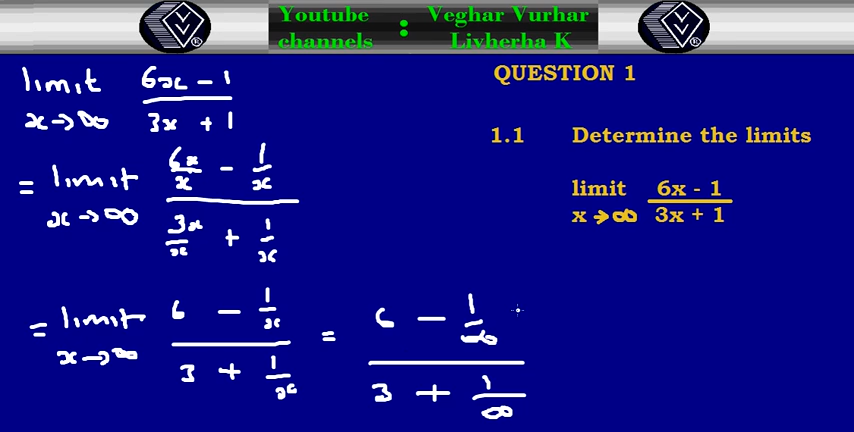 Youtube channels : Veghar Vurhar Livherha K
QUESTION 1
1.1 Determine the limits
limit x→∞ (6x - 1)/(3x + 1)
limit x→∞ (6x - 1)/(3x + 1)
= limit x→∞ (6x/x - 1/x)/(3x/x + 1/x)
= limit x→∞ (6 - 1/x)/(3 + 1/x) = (6 - 1/∞)/(3 + 1/∞)